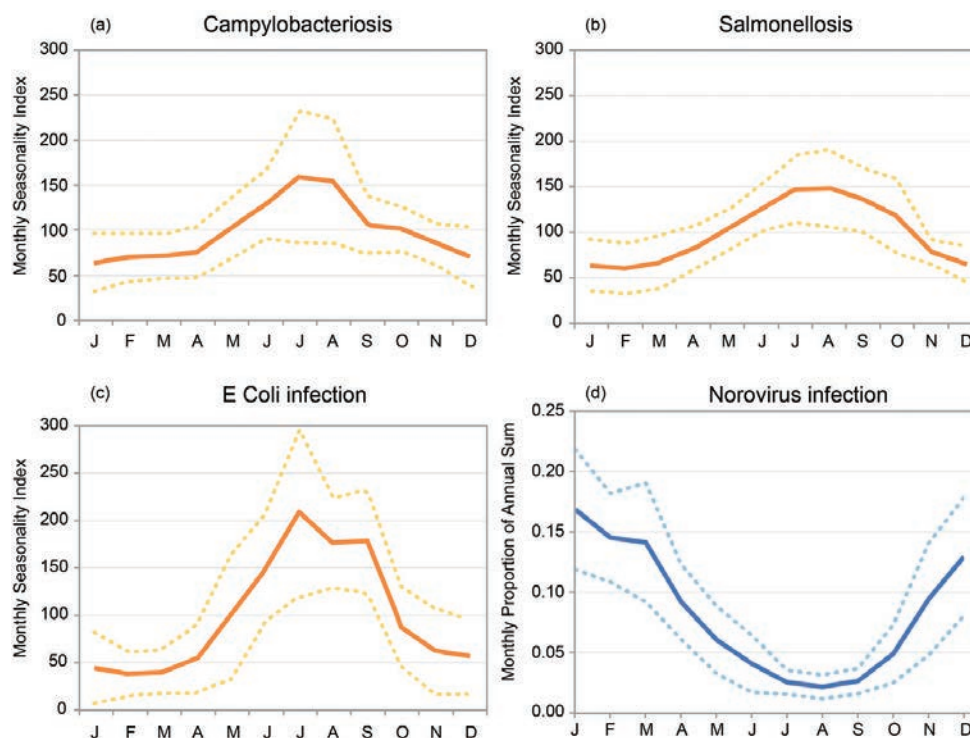 (a) Campylobacteriosis
Monthly Seasonality Index
300
250
200
150
100
50
0
J F M A M J J A S O N D
(b) Salmonellosis
Monthly Seasonality Index
300
250
200
150
100
50
0
J F M A M J J A S O N D
(c) E Coli infection
Monthly Seasonality Index
300
250
200
150
100
50
0
J F M A M J J A S O N D
(d) Norovirus infection
Monthly Proportion of Annual Sum
0.25
0.20
0.15
0.10
0.05
0.00
J F M A M J J A S O N D